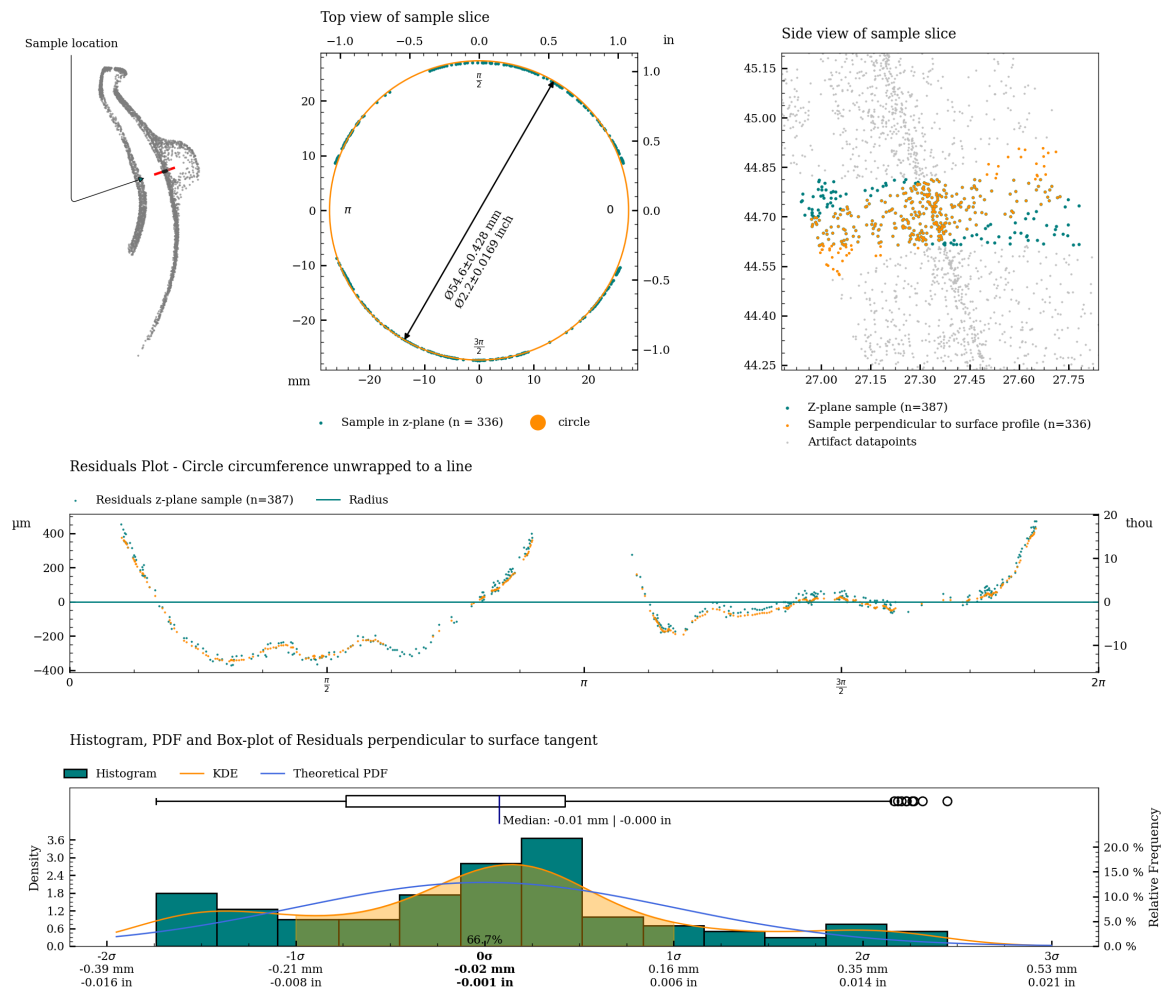 Sample location
Top view of sample slice
−1.0 −0.5 0.0 0.5 1.0 in
20
10
0
−10
−20
mm
−20 −10 0 10 20
1.0
0.5
0.0
−0.5
−1.0
π/2
π
0
3π/2
Ø54.6±0.428 mm
Ø2.2±0.0169 inch
Sample in z-plane (n = 336)
circle
Side view of sample slice
45.15
45.00
44.85
44.70
44.55
44.40
44.25
27.00 27.15 27.30 27.45 27.60 27.75
Z-plane sample (n=387)
Sample perpendicular to surface profile (n=336)
Artifact datapoints
Residuals Plot - Circle circumference unwrapped to a line
Residuals z-plane sample (n=387)
Radius
µm
400
200
0
−200
−400
thou
20
10
0
−10
0 π/2 π 3π/2 2π
Histogram, PDF and Box-plot of Residuals perpendicular to surface tangent
Histogram
KDE
Theoretical PDF
Median: -0.01 mm | -0.000 in
Density
3.6
3.0
2.4
1.8
1.2
0.6
0.0
Relative Frequency
20.0 %
15.0 %
10.0 %
5.0 %
0.0 %
66.7%
-2σ -1σ 0σ 1σ 2σ 3σ
-0.39 mm -0.21 mm -0.02 mm 0.16 mm 0.35 mm 0.53 mm
-0.016 in -0.008 in -0.001 in 0.006 in 0.014 in 0.021 in